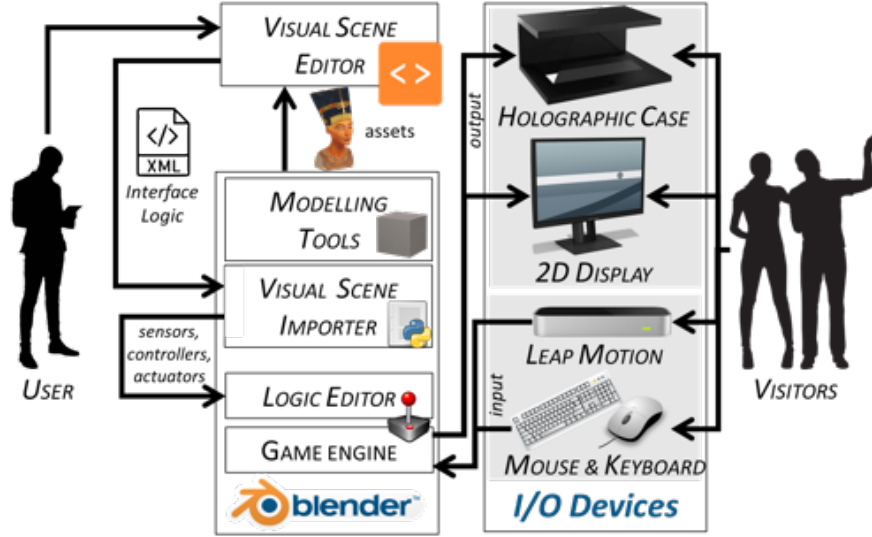 VISUAL SCENE
EDITOR
< >
assets
</>
XML
Interface
Logic
MODELLING
TOOLS
VISUAL SCENE
IMPORTER
sensors,
controllers,
actuators
LOGIC EDITOR
GAME ENGINE
blender™
USER
output
HOLOGRAPHIC CASE
2D DISPLAY
LEAP MOTION
input
MOUSE & KEYBOARD
I/O Devices
VISITORS